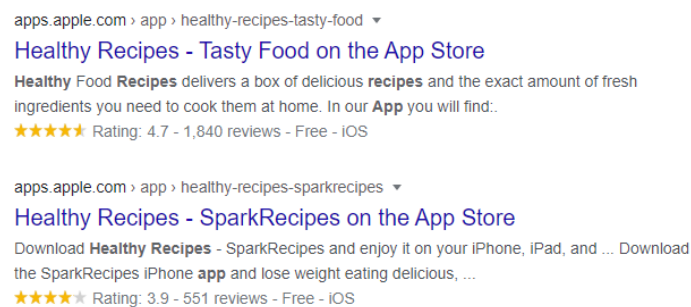 apps.apple.com › app › healthy-recipes-tasty-food
Healthy Recipes - Tasty Food on the App Store
Healthy Food Recipes delivers a box of delicious recipes and the exact amount of fresh
ingredients you need to cook them at home. In our App you will find:.
Rating: 4.7 - 1,840 reviews - Free - iOS
apps.apple.com › app › healthy-recipes-sparkrecipes
Healthy Recipes - SparkRecipes on the App Store
Download Healthy Recipes - SparkRecipes and enjoy it on your iPhone, iPad, and ... Download
the SparkRecipes iPhone app and lose weight eating delicious, ...
Rating: 3.9 - 551 reviews - Free - iOS